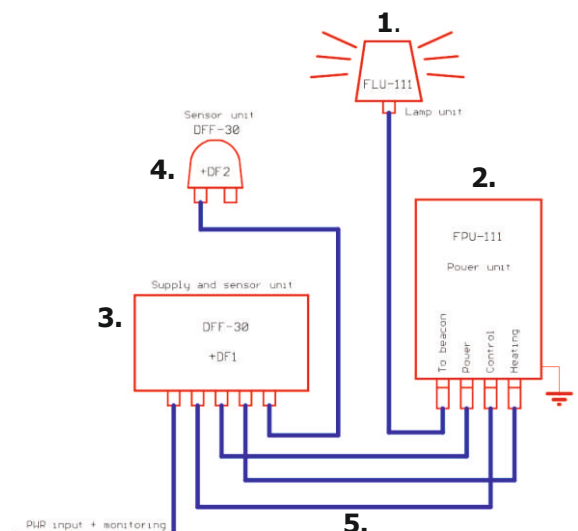 1.
FLU-111
Lamp unit
Sensor unit
DFF-30
4.
+DF2
2.
FPU-111
Power unit
To beacon
Power
Control
Heating
Supply and sensor unit
3.
DFF-30
+DF1
PWR input + monitoring
5.